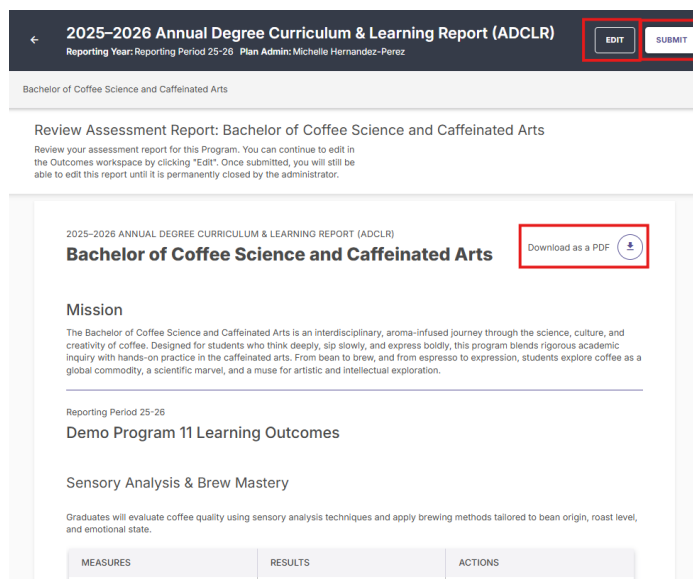 2025–2026 Annual Degree Curriculum & Learning Report (ADCLR)
Reporting Year: Reporting Period 25-26 Plan Admin: Michelle Hernandez-Perez
EDIT
SUBMIT
Bachelor of Coffee Science and Caffeinated Arts
Review Assessment Report: Bachelor of Coffee Science and Caffeinated Arts
Review your assessment report for this Program. You can continue to edit in
the Outcomes workspace by clicking "Edit". Once submitted, you will still be
able to edit this report until it is permanently closed by the administrator.
2025–2026 ANNUAL DEGREE CURRICULUM & LEARNING REPORT (ADCLR)
Bachelor of Coffee Science and Caffeinated Arts
Download as a PDF
Mission
The Bachelor of Coffee Science and Caffeinated Arts is an interdisciplinary, aroma-infused journey through the science, culture, and
creativity of coffee. Designed for students who think deeply, sip slowly, and express boldly, this program blends rigorous academic
inquiry with hands-on practice in the caffeinated arts. From bean to brew, and from espresso to expression, students explore coffee as a
global commodity, a scientific marvel, and a muse for artistic and intellectual exploration.
Reporting Period 25-26
Demo Program 11 Learning Outcomes
Sensory Analysis & Brew Mastery
Graduates will evaluate coffee quality using sensory analysis techniques and apply brewing methods tailored to bean origin, roast level,
and emotional state.
MEASURES
RESULTS
ACTIONS